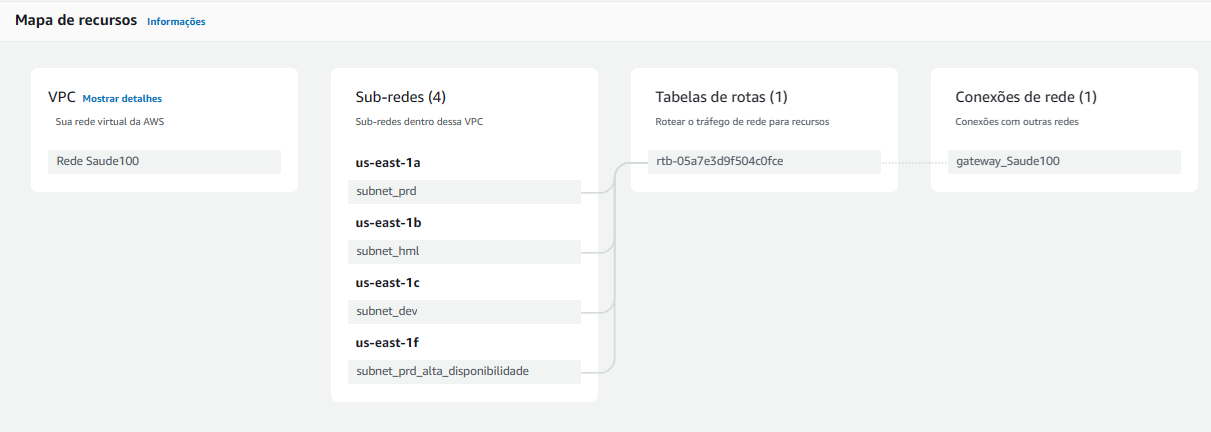 Mapa de recursos Informações
VPC Mostrar detalhes
Sua rede virtual da AWS
Rede Saude100
Sub-redes (4)
Sub-redes dentro dessa VPC
us-east-1a
subnet_prd
us-east-1b
subnet_hml
us-east-1c
subnet_dev
us-east-1f
subnet_prd_alta_disponibilidade
Tabelas de rotas (1)
Rotear o tráfego de rede para recursos
rtb-05a7e3d9f504c0fce
Conexões de rede (1)
Conexões com outras redes
gateway_Saude100